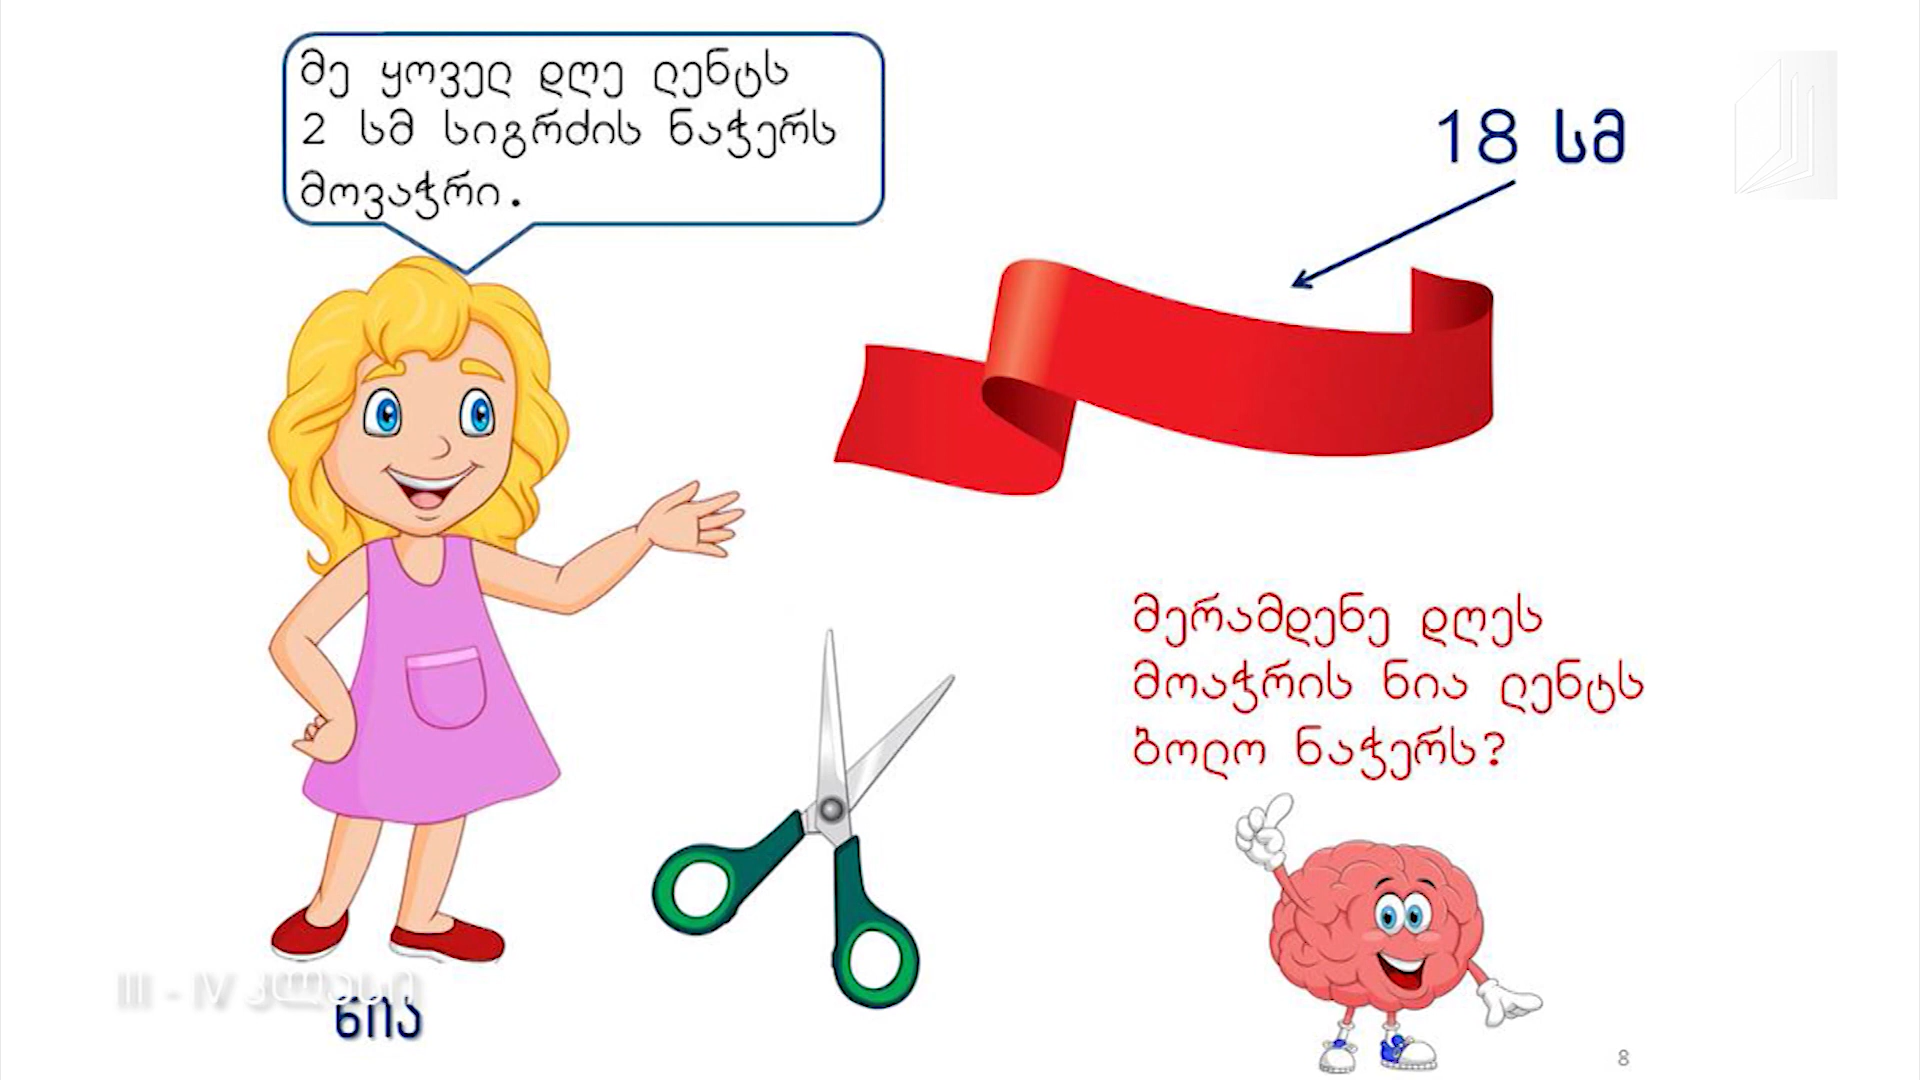 მე ყოველ დღე ლენტს
2 სმ სიგრძის ნაჭერს
მოვაჭრი.
18 სმ
მერამდენე დღეს
მოაჭრის ნია ლენტს
ბოლო ნაჭერს?
III - IV კლასი
ნია
8